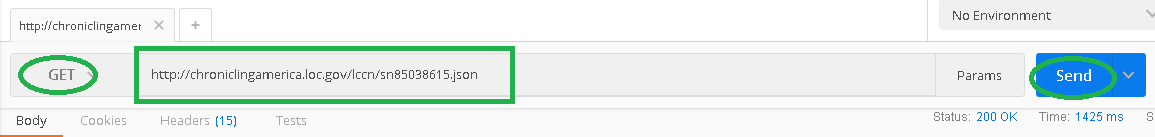 http://chroniclingamer × + No Environment
GET http://chroniclingamerica.loc.gov/lccn/sn85038615.json Params Send
Body Cookies Headers (15) Tests Status: 200 OK Time: 1425 ms S